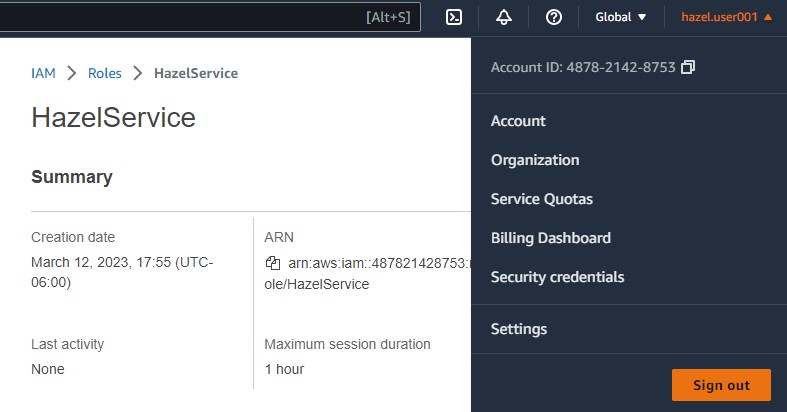 [Alt+S] Global hazel.user001
IAM Roles HazelService
HazelService
Summary
Creation date
March 12, 2023, 17:55 (UTC-
06:00)
ARN
arn:aws:iam::487821428753:
ole/HazelService
Last activity
None
Maximum session duration
1 hour
Account ID: 4878-2142-8753
Account
Organization
Service Quotas
Billing Dashboard
Security credentials
Settings
Sign out